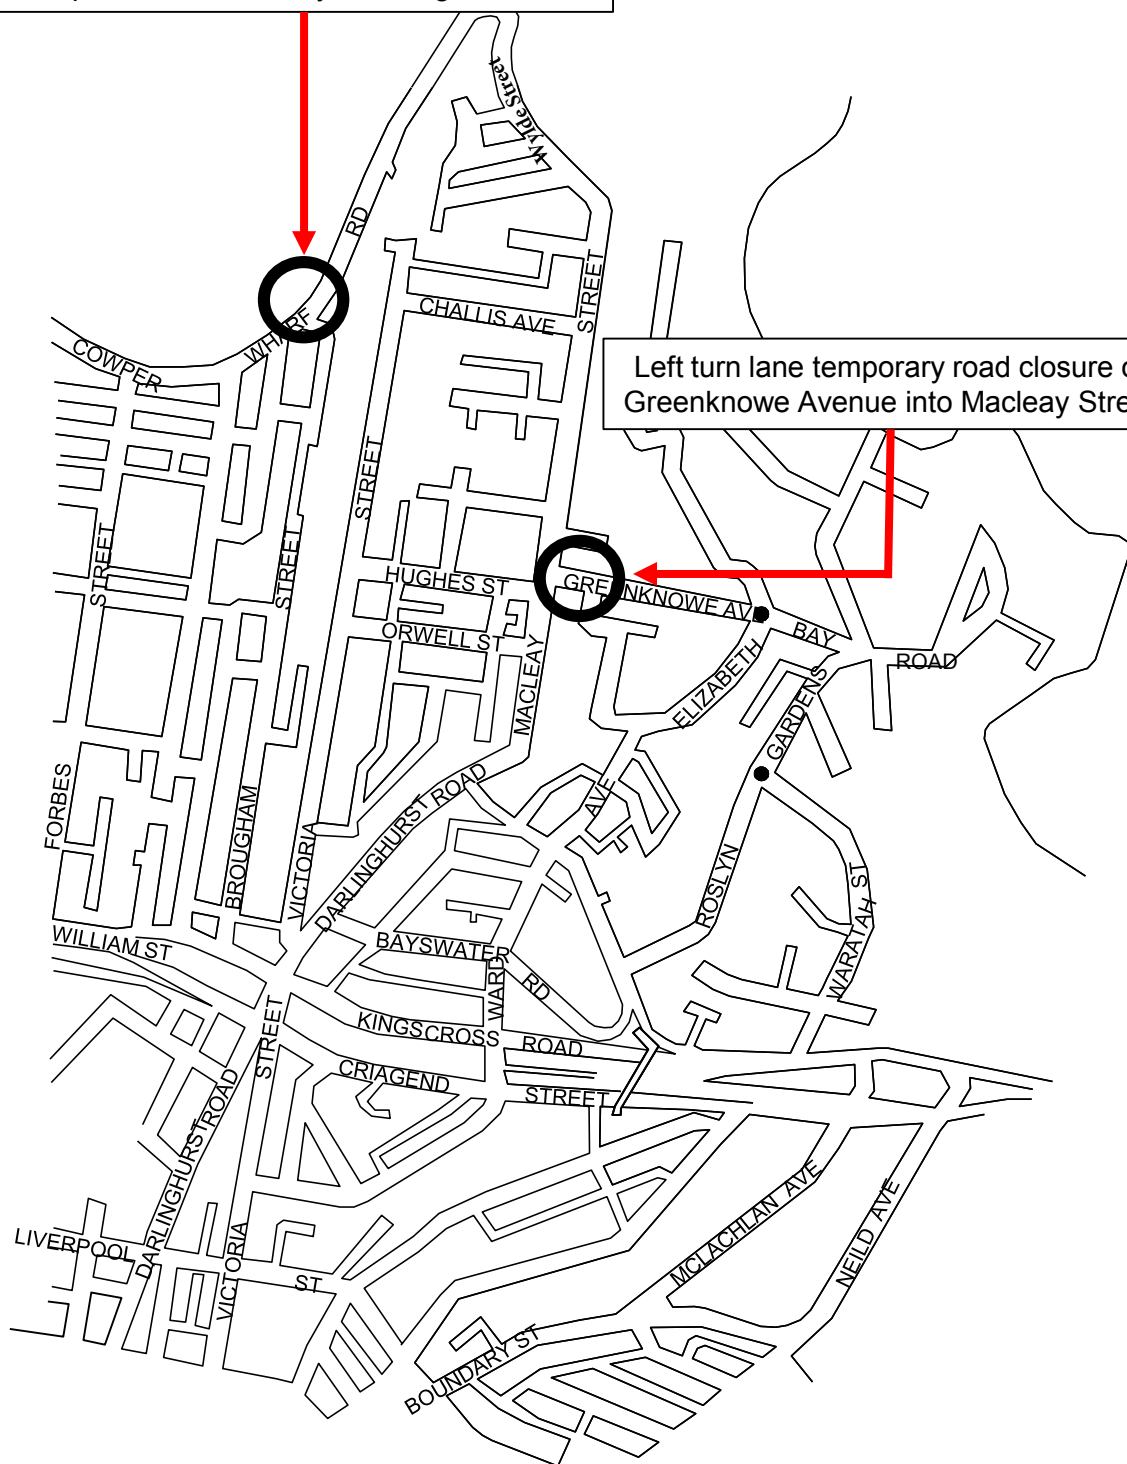 Wylde Street
RD
STREET
CHALLIS AVE
WHARF
COWPER
Left turn lane temporary road closure
Greenknowe Avenue into Macleay
STREET
STREET
STREET
HUGHES ST
GREENKNOWE AVE
BAY
ROAD
ORWELL ST
MACLEAY
ELIZABETH
GARDENS
FORBES
BROUGHAM
VICTORIA
DARLINGHURST ROAD
AVE
ROSLYN
WARATAH ST
WILLIAM ST
BAYSWATER
RD
WARD
KINGSCROSS ROAD
STREET
CRIAGEND
STREET
DARLINGHURST ROAD
MCLACHLAN AVE
NEILD AVE
LIVERPOOL
ST
VICTORIA
BOUNDARY ST